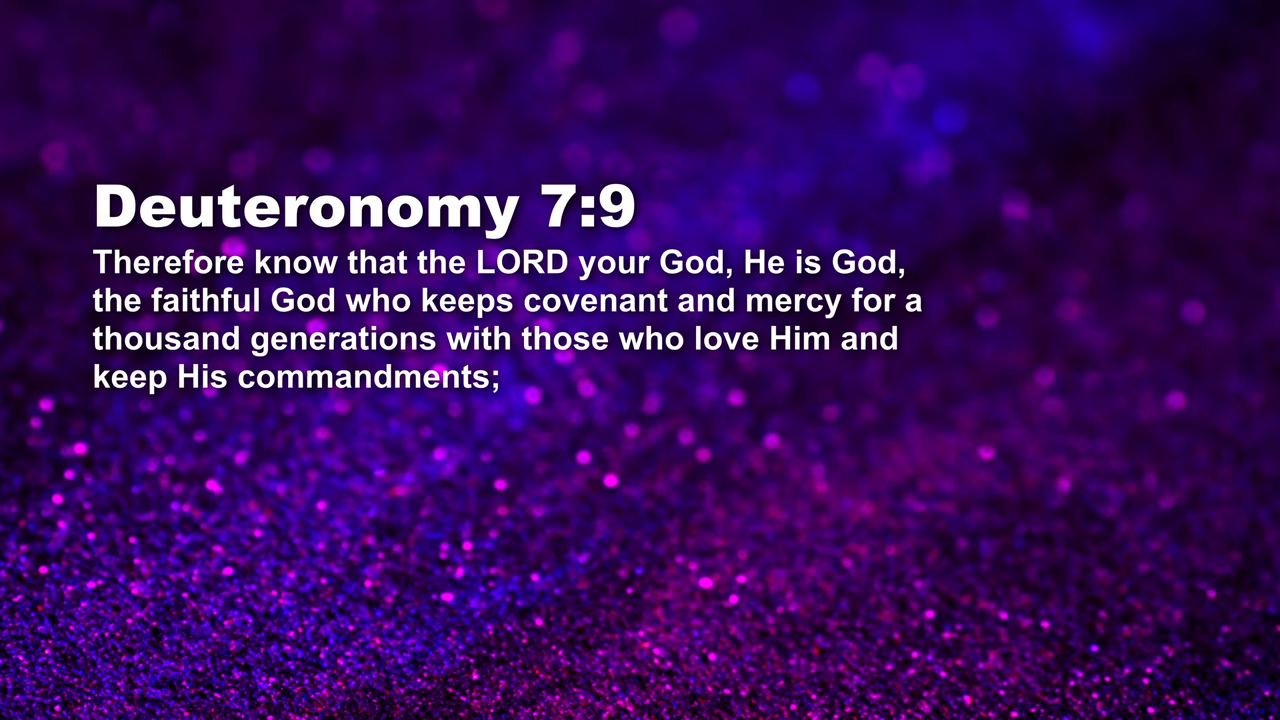 Deuteronomy 7:9
Therefore know that the LORD your God, He is God,
the faithful God who keeps covenant and mercy for a
thousand generations with those who love Him and
keep His commandments;